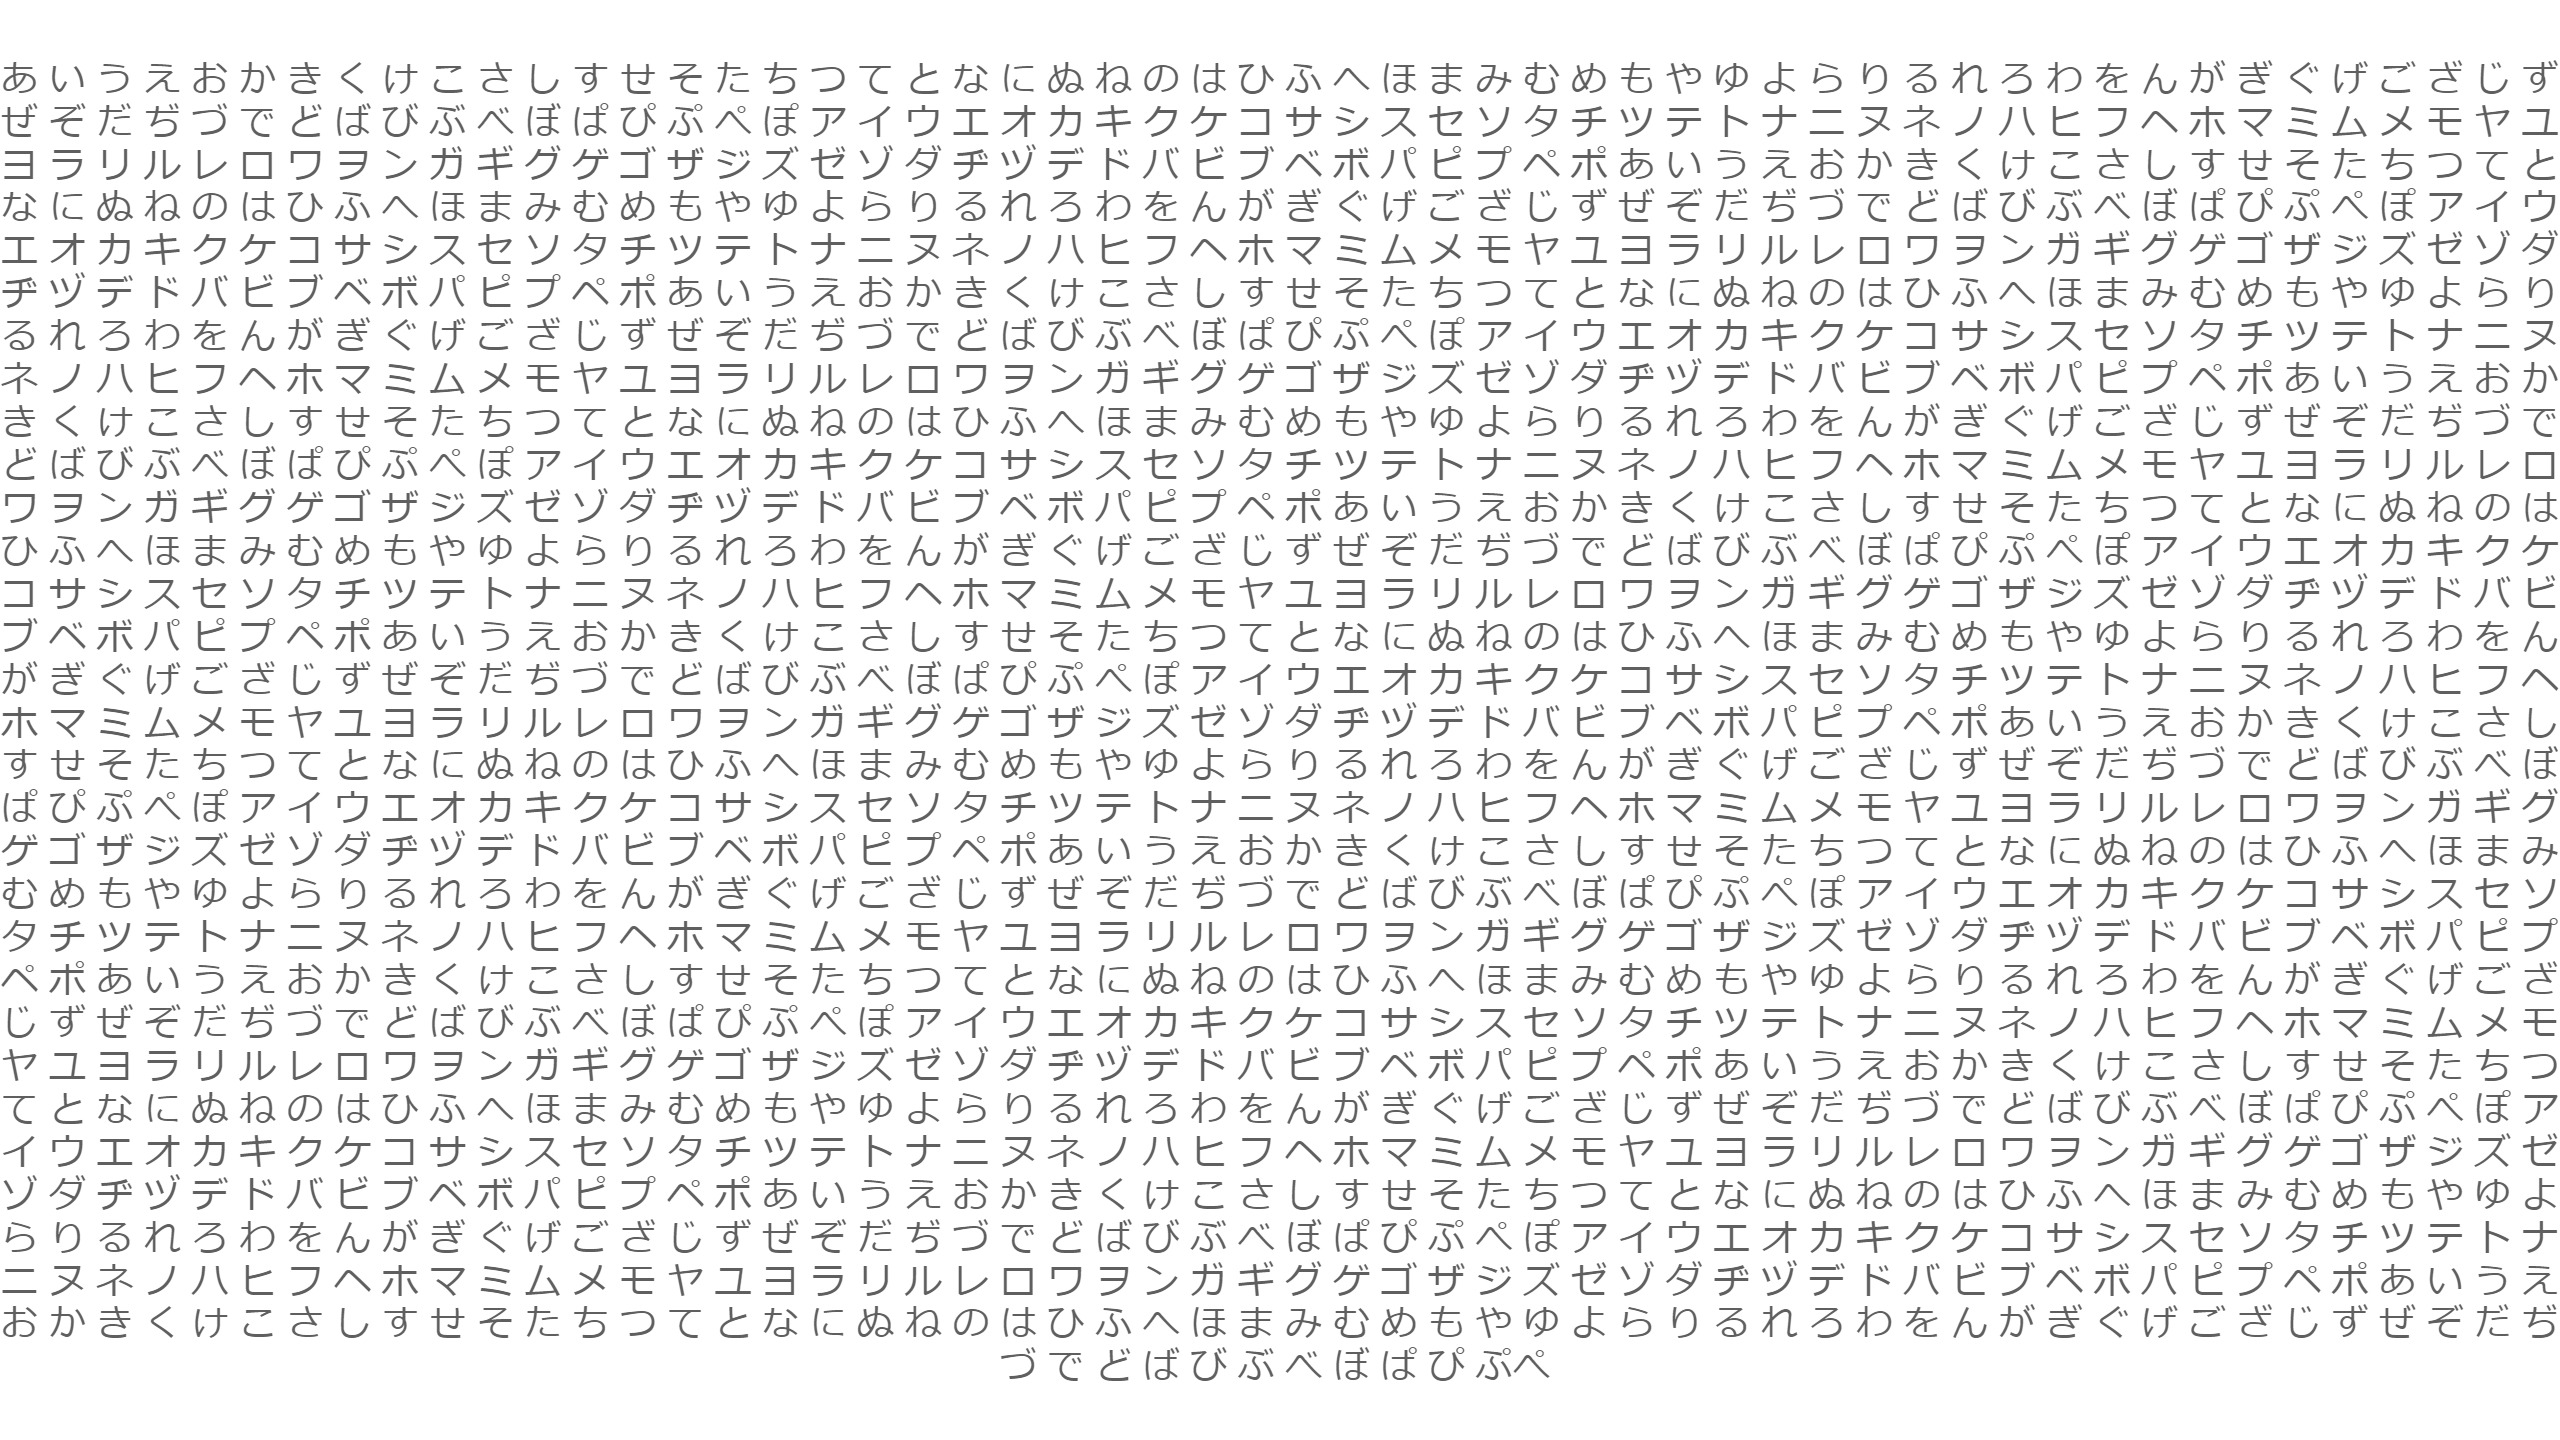 あ い う え お か き く け こ さ し す せ そ た ち つ て と な に ぬ ね の は ひ ふ へ ほ ま み む め も や ゆ よ ら り る れ ろ わ を ん が ぎ ぐ げ ご ざ じ ず
ぜ ぞ だ ぢ づ で ど ば び ぶ べ ぼ ぱ ぴ ぷ ぺ ぽ ア イ ウ エ オ カ キ ク ケ コ サ シ ス セ ソ タ チ ツ テ ト ナ ニ ヌ ネ ノ ハ ヒ フ ヘ ホ マ ミ ム メ モ ヤ ユ
ヨ ラ リ ル レ ロ ワ ヲ ン ガ ギ グ ゲ ゴ ザ ジ ズ ゼ ゾ ダ ヂ ヅ デ ド バ ビ ブ ベ ボ パ ピ プ ペ ポ あ い う え お か き く け こ さ し す せ そ た ち つ て と
な に ぬ ね の は ひ ふ へ ほ ま み む め も や ゆ よ ら り る れ ろ わ を ん が ぎ ぐ げ ご ざ じ ず ぜ ぞ だ ぢ づ で ど ば び ぶ べ ぼ ぱ ぴ ぷ ぺ ぽ ア イ ウ
エ オ カ キ ク ケ コ サ シ ス セ ソ タ チ ツ テ ト ナ ニ ヌ ネ ノ ハ ヒ フ ヘ ホ マ ミ ム メ モ ヤ ユ ヨ ラ リ ル レ ロ ワ ヲ ン ガ ギ グ ゲ ゴ ザ ジ ズ ゼ ゾ ダ
ヂ ヅ デ ド バ ビ ブ ベ ボ パ ピ プ ペ ポ あ い う え お か き く け こ さ し す せ そ た ち つ て と な に ぬ ね の は ひ ふ へ ほ ま み む め も や ゆ よ ら り
る れ ろ わ を ん が ぎ ぐ げ ご ざ じ ず ぜ ぞ だ ぢ づ で ど ば び ぶ べ ぼ ぱ ぴ ぷ ぺ ぽ ア イ ウ エ オ カ キ ク ケ コ サ シ ス セ ソ タ チ ツ テ ト ナ ニ ヌ
ネ ノ ハ ヒ フ ヘ ホ マ ミ ム メ モ ヤ ユ ヨ ラ リ ル レ ロ ワ ヲ ン ガ ギ グ ゲ ゴ ザ ジ ズ ゼ ゾ ダ ヂ ヅ デ ド バ ビ ブ ベ ボ パ ピ プ ペ ポ あ い う え お か
き く け こ さ し す せ そ た ち つ て と な に ぬ ね の は ひ ふ へ ほ ま み む め も や ゆ よ ら り る れ ろ わ を ん が ぎ ぐ げ ご ざ じ ず ぜ ぞ だ ぢ づ で
ど ば び ぶ べ ぼ ぱ ぴ ぷ ぺ ぽ ア イ ウ エ オ カ キ ク ケ コ サ シ ス セ ソ タ チ ツ テ ト ナ ニ ヌ ネ ノ ハ ヒ フ ヘ ホ マ ミ ム メ モ ヤ ユ ヨ ラ リ ル レ ロ
ワ ヲ ン ガ ギ グ ゲ ゴ ザ ジ ズ ゼ ゾ ダ ヂ ヅ デ ド バ ビ ブ ベ ボ パ ピ プ ペ ポ あ い う え お か き く け こ さ し す せ そ た ち つ て と な に ぬ ね の は
ひ ふ へ ほ ま み む め も や ゆ よ ら り る れ ろ わ を ん が ぎ ぐ げ ご ざ じ ず ぜ ぞ だ ぢ づ で ど ば び ぶ べ ぼ ぱ ぴ ぷ ぺ ぽ ア イ ウ エ オ カ キ ク ケ
コ サ シ ス セ ソ タ チ ツ テ ト ナ ニ ヌ ネ ノ ハ ヒ フ ヘ ホ マ ミ ム メ モ ヤ ユ ヨ ラ リ ル レ ロ ワ ヲ ン ガ ギ グ ゲ ゴ ザ ジ ズ ゼ ゾ ダ ヂ ヅ デ ド バ ビ
ブ ベ ボ パ ピ プ ペ ポ あ い う え お か き く け こ さ し す せ そ た ち つ て と な に ぬ ね の は ひ ふ へ ほ ま み む め も や ゆ よ ら り る れ ろ わ を ん
が ぎ ぐ げ ご ざ じ ず ぜ ぞ だ ぢ づ で ど ば び ぶ べ ぼ ぱ ぴ ぷ ぺ ぽ ア イ ウ エ オ カ キ ク ケ コ サ シ ス セ ソ タ チ ツ テ ト ナ ニ ヌ ネ ノ ハ ヒ フ ヘ
ホ マ ミ ム メ モ ヤ ユ ヨ ラ リ ル レ ロ ワ ヲ ン ガ ギ グ ゲ ゴ ザ ジ ズ ゼ ゾ ダ ヂ ヅ デ ド バ ビ ブ ベ ボ パ ピ プ ペ ポ あ い う え お か き く け こ さ し
す せ そ た ち つ て と な に ぬ ね の は ひ ふ へ ほ ま み む め も や ゆ よ ら り る れ ろ わ を ん が ぎ ぐ げ ご ざ じ ず ぜ ぞ だ ぢ づ で ど ば び ぶ べ ぼ
ぱ ぴ ぷ ぺ ぽ ア イ ウ エ オ カ キ ク ケ コ サ シ ス セ ソ タ チ ツ テ ト ナ ニ ヌ ネ ノ ハ ヒ フ ヘ ホ マ ミ ム メ モ ヤ ユ ヨ ラ リ ル レ ロ ワ ヲ ン ガ ギ グ
ゲ ゴ ザ ジ ズ ゼ ゾ ダ ヂ ヅ デ ド バ ビ ブ ベ ボ パ ピ プ ペ ポ あ い う え お か き く け こ さ し す せ そ た ち つ て と な に ぬ ね の は ひ ふ へ ほ ま み
む め も や ゆ よ ら り る れ ろ わ を ん が ぎ ぐ げ ご ざ じ ず ぜ ぞ だ ぢ づ で ど ば び ぶ べ ぼ ぱ ぴ ぷ ぺ ぽ ア イ ウ エ オ カ キ ク ケ コ サ シ ス セ ソ
タ チ ツ テ ト ナ ニ ヌ ネ ノ ハ ヒ フ ヘ ホ マ ミ ム メ モ ヤ ユ ヨ ラ リ ル レ ロ ワ ヲ ン ガ ギ グ ゲ ゴ ザ ジ ズ ゼ ゾ ダ ヂ ヅ デ ド バ ビ ブ ベ ボ パ ピ プ
ペ ポ あ い う え お か き く け こ さ し す せ そ た ち つ て と な に ぬ ね の は ひ ふ へ ほ ま み む め も や ゆ よ ら り る れ ろ わ を ん が ぎ ぐ げ ご ざ
じ ず ぜ ぞ だ ぢ づ で ど ば び ぶ べ ぼ ぱ ぴ ぷ ぺ ぽ ア イ ウ エ オ カ キ ク ケ コ サ シ ス セ ソ タ チ ツ テ ト ナ ニ ヌ ネ ノ ハ ヒ フ ヘ ホ マ ミ ム メ モ
ヤ ユ ヨ ラ リ ル レ ロ ワ ヲ ン ガ ギ グ ゲ ゴ ザ ジ ズ ゼ ゾ ダ ヂ ヅ デ ド バ ビ ブ ベ ボ パ ピ プ ペ ポ あ い う え お か き く け こ さ し す せ そ た ち つ
て と な に ぬ ね の は ひ ふ へ ほ ま み む め も や ゆ よ ら り る れ ろ わ を ん が ぎ ぐ げ ご ざ じ ず ぜ ぞ だ ぢ づ で ど ば び ぶ べ ぼ ぱ ぴ ぷ ぺ ぽ ア
イ ウ エ オ カ キ ク ケ コ サ シ ス セ ソ タ チ ツ テ ト ナ ニ ヌ ネ ノ ハ ヒ フ ヘ ホ マ ミ ム メ モ ヤ ユ ヨ ラ リ ル レ ロ ワ ヲ ン ガ ギ グ ゲ ゴ ザ ジ ズ ゼ
ゾ ダ ヂ ヅ デ ド バ ビ ブ ベ ボ パ ピ プ ペ ポ あ い う え お か き く け こ さ し す せ そ た ち つ て と な に ぬ ね の は ひ ふ へ ほ ま み む め も や ゆ よ
ら り る れ ろ わ を ん が ぎ ぐ げ ご ざ じ ず ぜ ぞ だ ぢ づ で ど ば び ぶ べ ぼ ぱ ぴ ぷ ぺ ぽ ア イ ウ エ オ カ キ ク ケ コ サ シ ス セ ソ タ チ ツ テ ト ナ
ニ ヌ ネ ノ ハ ヒ フ ヘ ホ マ ミ ム メ モ ヤ ユ ヨ ラ リ ル レ ロ ワ ヲ ン ガ ギ グ ゲ ゴ ザ ジ ズ ゼ ゾ ダ ヂ ヅ デ ド バ ビ ブ ベ ボ パ ピ プ ペ ポ あ い う え
お か き く け こ さ し す せ そ た ち つ て と な に ぬ ね の は ひ ふ へ ほ ま み む め も や ゆ よ ら り る れ ろ わ を ん が ぎ ぐ げ ご ざ じ ず ぜ ぞ だ ぢ
づ で ど ば び ぶ べ ぼ ぱ ぴ ぷぺ